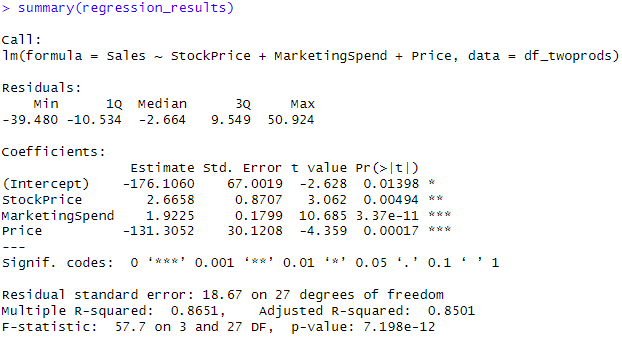 > summary(regression_results)
Call:
lm(formula = Sales ~ StockPrice + MarketingSpend + Price, data = df_twoprods)
Residuals:
    Min      1Q  Median      3Q     Max
-39.480 -10.534  -2.664   9.549  50.924
Coefficients:
                Estimate Std. Error t value Pr(>|t|)
(Intercept)    -176.1060    67.0019  -2.628  0.01398 *
StockPrice        2.6658     0.8707   3.062  0.00494 **
MarketingSpend    1.9225     0.1799  10.685 3.37e-11 ***
Price          -131.3052    30.1208  -4.359  0.00017 ***
---
Signif. codes:  0 ‘***’ 0.001 ‘**’ 0.01 ‘*’ 0.05 ‘.’ 0.1 ‘ ’ 1
Residual standard error: 18.67 on 27 degrees of freedom
Multiple R-squared:  0.8651,	Adjusted R-squared:  0.8501
F-statistic:  57.7 on 3 and 27 DF,  p-value: 7.198e-12